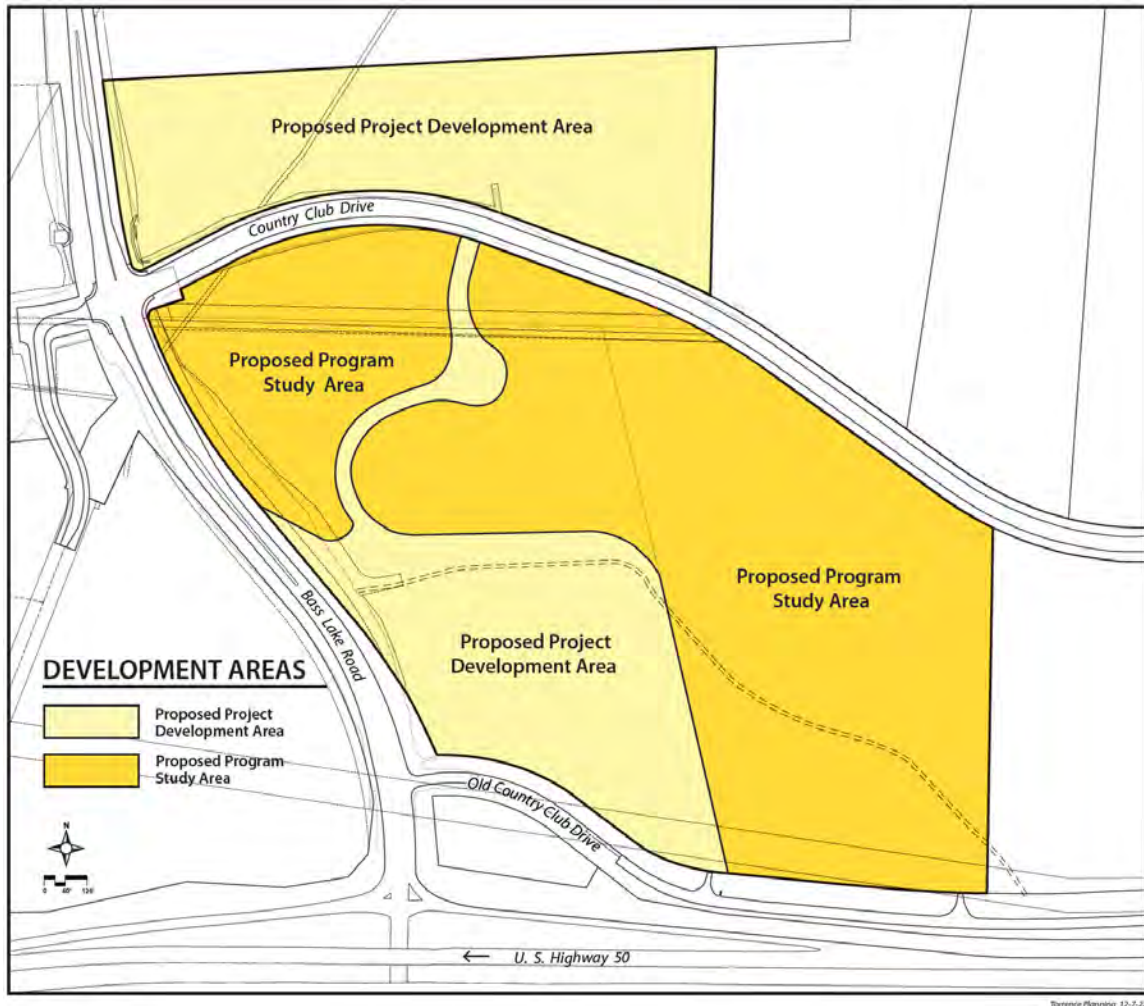 Proposed Project Development Area
Country Club Drive
Proposed Program
Study Area
Proposed Program
Study Area
Proposed Project
Development Area
Bass Lake Road
DEVELOPMENT AREAS
Proposed Project
Development Area
Proposed Program
Study Area
Old Country Club Drive
N
0 40' 120'
U. S. Highway 50